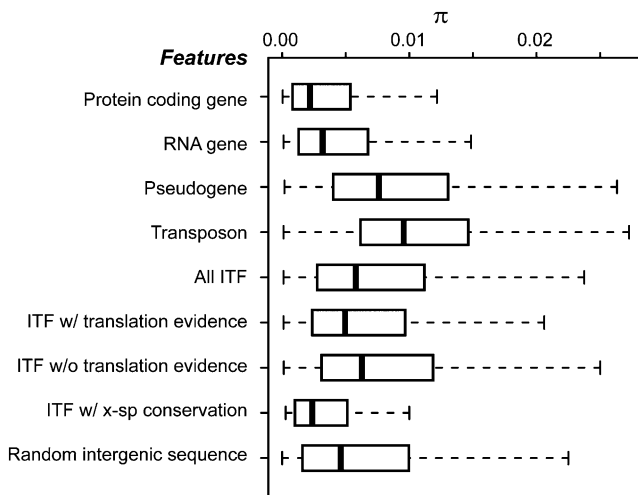 π
0.00 0.01 0.02
Features
Protein coding gene
RNA gene
Pseudogene
Transposon
All ITF
ITF w/ translation evidence
ITF w/o translation evidence
ITF w/ x-sp conservation
Random intergenic sequence